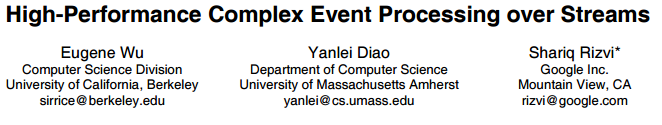 High-Performance Complex Event Processing over Streams
Eugene Wu
Computer Science Division
University of California, Berkeley
sirrice@berkeley.edu
Yanlei Diao
Department of Computer Science
University of Massachusetts Amherst
yanlei@cs.umass.edu
Shariq Rizvi*
Google Inc.
Mountain View, CA
rizvi@google.com